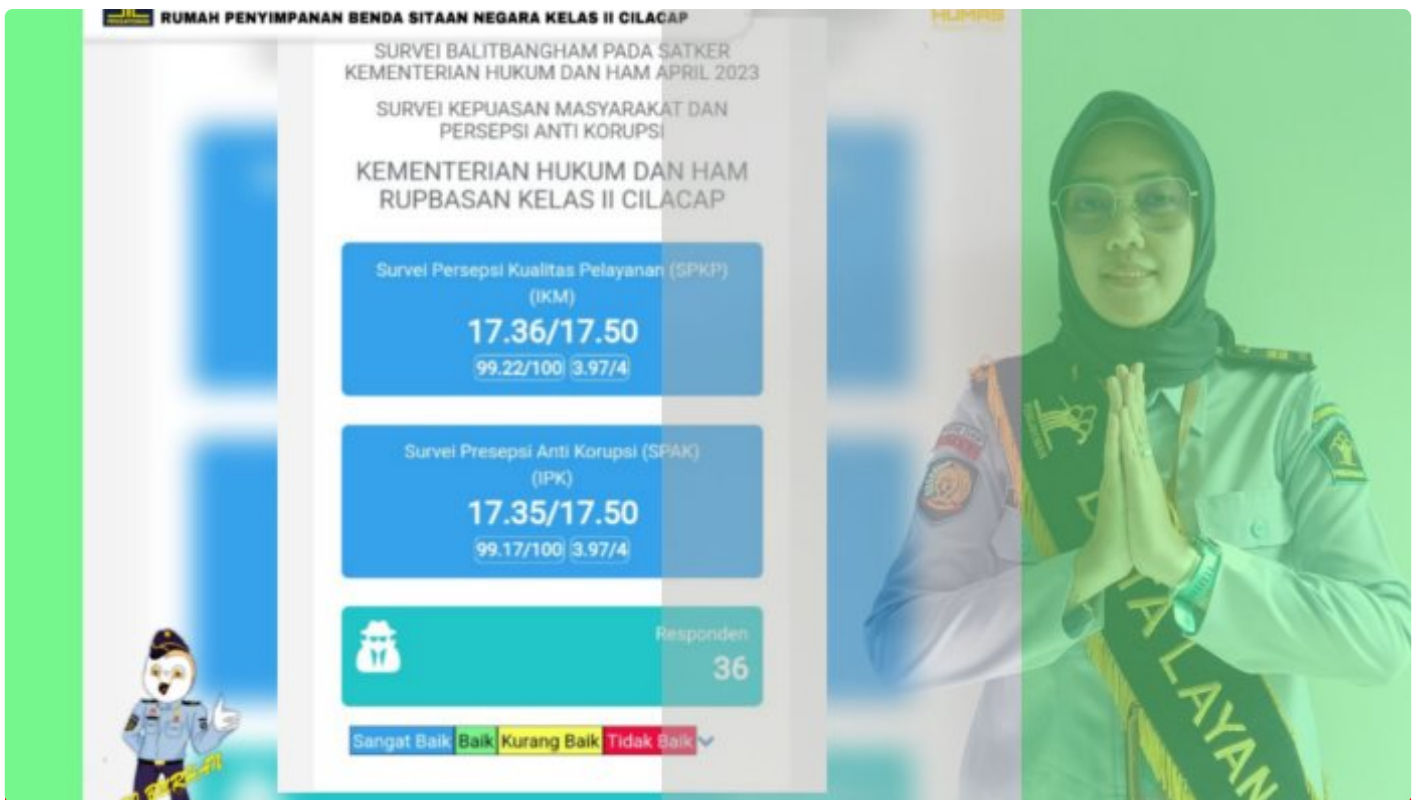 RUMAH PENYIMPANAN BENDA SITAAN NEGARA KELAS II CILACAP
HUMAS
SURVEI BALITBANGHAM PADA SATKER
KEMENTERIAN HUKUM DAN HAM APRIL 2023
SURVEI KEPUASAN MASYARAKAT DAN
PERSEPSI ANTI KORUPSI
KEMENTERIAN HUKUM DAN HAM
RUPBASAN KELAS II CILACAP
Survei Persepsi Kualitas Pelayanan (SPKP)
(IKM)
17.36/17.50
99.22/100 3.97/4
Survei Presepsi Anti Korupsi (SPAK)
(IPK)
17.35/17.50
99.17/100 3.97/4
Responden
36
Sangat Baik Baik Kurang Baik Tidak Baik
LAYAN